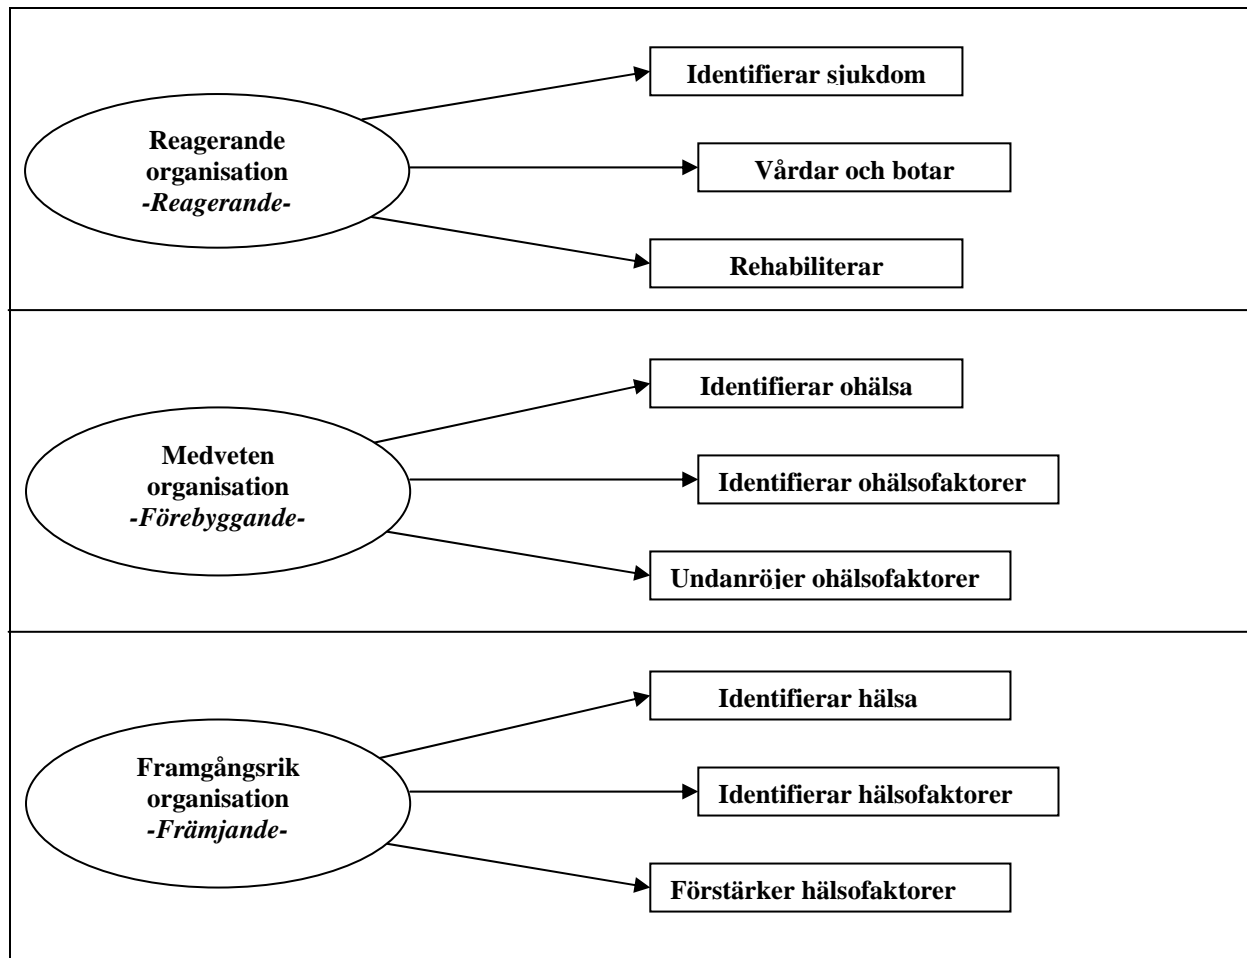 Reagerande
organisation
-Reagerande-
Identifierar sjukdom
Vårdar och botar
Rehabiliterar
Medveten
organisation
-Förebyggande-
Identifierar ohälsa
Identifierar ohälsofaktorer
Undanröjer ohälsofaktorer
Framgångsrik
organisation
-Främjande-
Identifierar hälsa
Identifierar hälsofaktorer
Förstärker hälsofaktorer